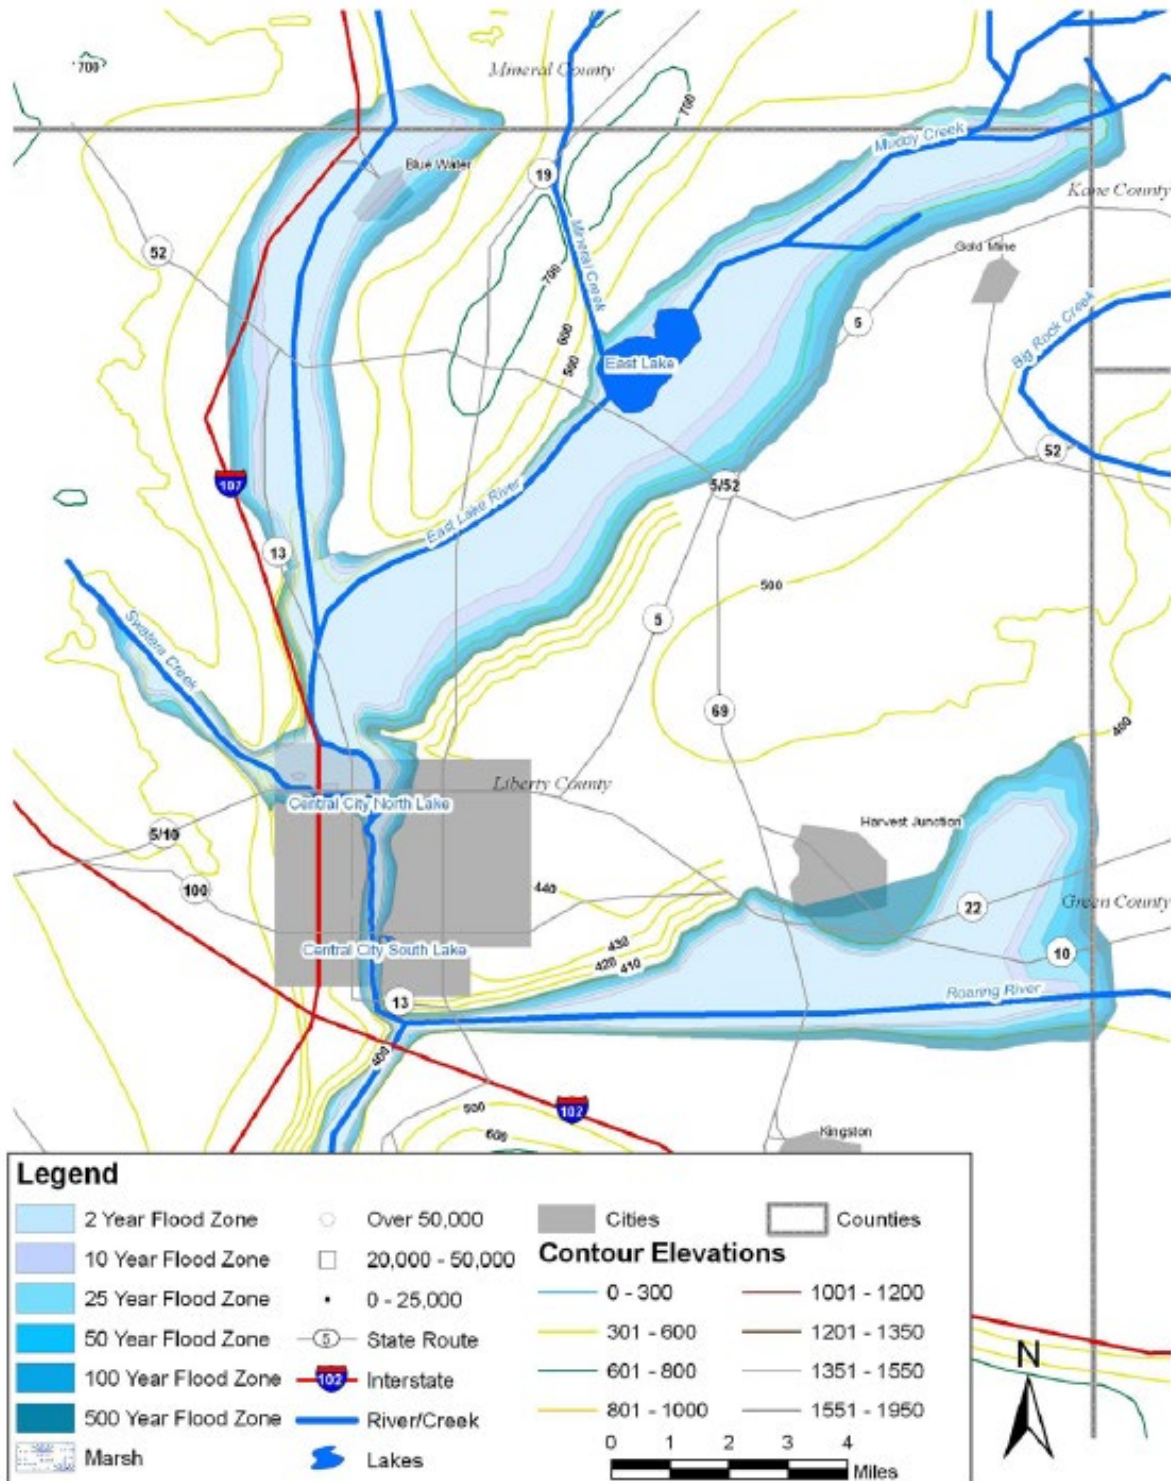 700
Mineral County
700
Muddy Creek
Blue Water
19
Kane County
52
Mineral Creek
Gold Mine
700
Big Rock Creek
5
600
500
East Lake
107
52
5/52
East Lake River
13
500
5
Swatara Creek
69
400
Liberty County
Central City North Lake
Harvest Junction
5/10
100
440
22
Green County
430
420
410
Central City South Lake
10
Roaring River
13
400
102
500
600
Kingston
Legend
2 Year Flood Zone
10 Year Flood Zone
25 Year Flood Zone
50 Year Flood Zone
100 Year Flood Zone
500 Year Flood Zone
Marsh
Over 50,000
20,000 - 50,000
0 - 25,000
5 State Route
102 Interstate
River/Creek
Lakes
Cities
Counties
Contour Elevations
0 - 300
301 - 600
601 - 800
801 - 1000
1001 - 1200
1201 - 1350
1351 - 1550
1551 - 1950
0 1 2 3 4
Miles
N